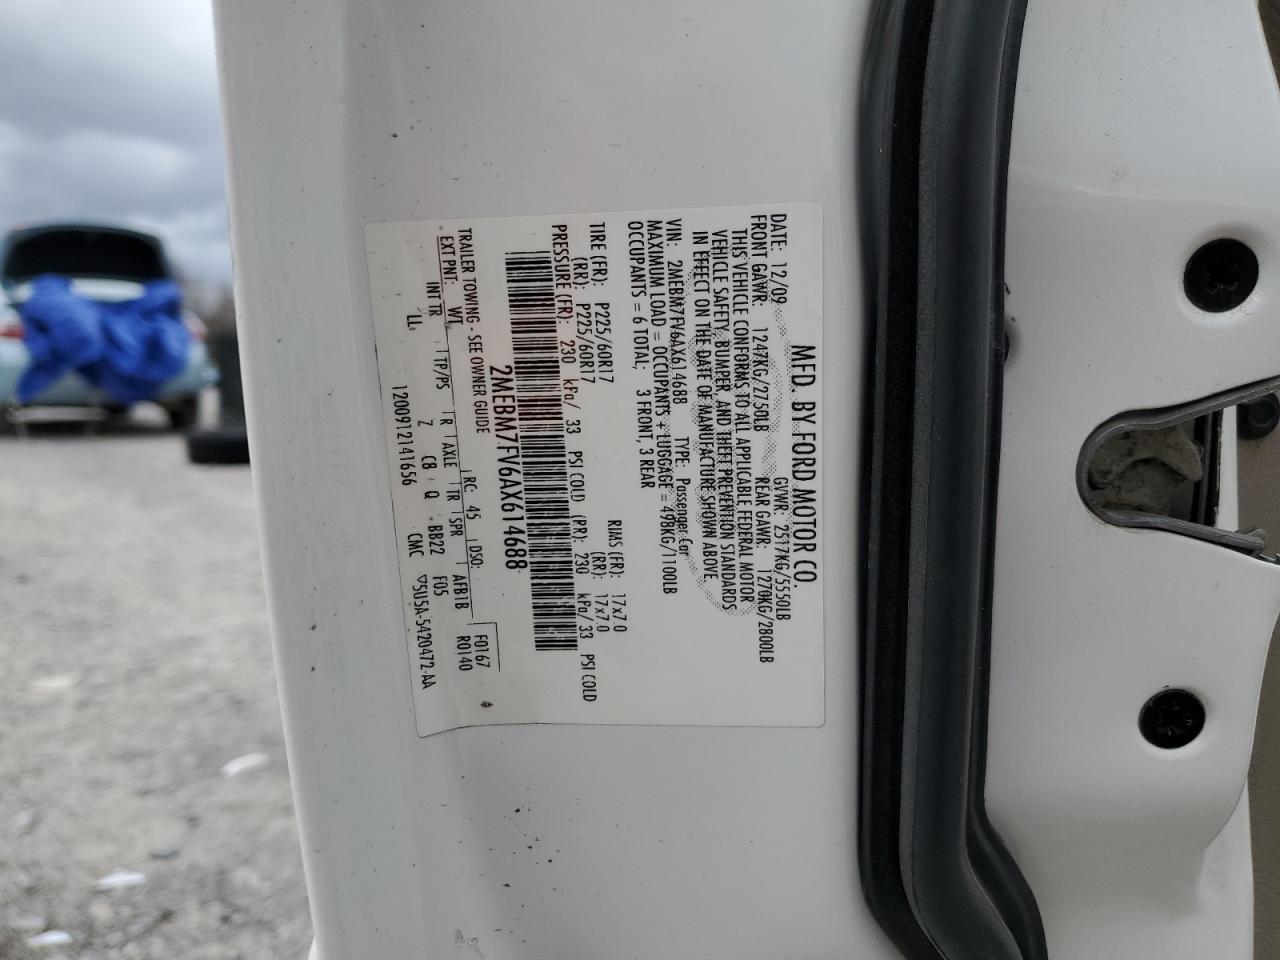 MFD. BY FORD MOTOR CO.
DATE: 12/09 GVWR: 2517KG/5550LB
FRONT GAWR: 1247KG/2750LB REAR GAWR: 1270KG/2800LB
THIS VEHICLE CONFORMS TO ALL APPLICABLE FEDERAL MOTOR
VEHICLE SAFETY, BUMPER, AND THEFT PREVENTION STANDARDS
IN EFFECT ON THE DATE OF MANUFACTURE SHOWN ABOVE
VIN: 2MEBM7FV6AX614688 TYPE: Passenger Car
MAXIMUM LOAD = OCCUPANTS + LUGGAGE = 498KG/1100LB
OCCUPANTS = 6 TOTAL: 3 FRONT, 3 REAR
TIRE (FR): P225/60R17 RIMS (FR): 17x7.0
(RR): P225/60R17 (RR): 17x7.0
PRESSURE (FR): 230 kPa/ 33 PSI COLD (RR): 230 kPa/ 33 PSI COLD
2MEBM7FV6AX614688
TRAILER TOWING - SEE OWNER GUIDE
EXT PNT: WT RC: 45 DSO: F0167
INT TR TP/PS R AXLE TR SPR AFB1B R0140
LL Z C8 Q BB22 F05
120091214165​6 CMC ▽5U5A-5420472-AA